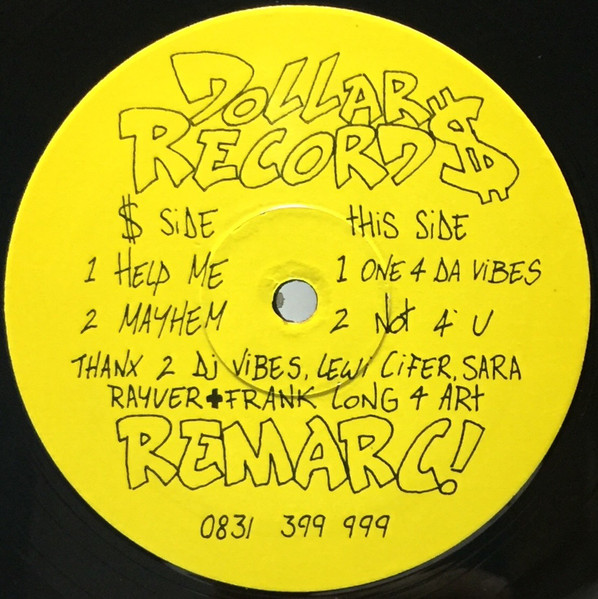 DOLLAR
RECORD$
$ SiDE
1 HELP ME
2 MAYHEM
tHiS SiDE
1 ONE 4 DA ViBES
2 Not 4 U
THANX 2 Dj ViBES, LEWi CiFER, SARA
RAYVER + FRANK LONG 4 ARt
REMARC!
0831 399 999